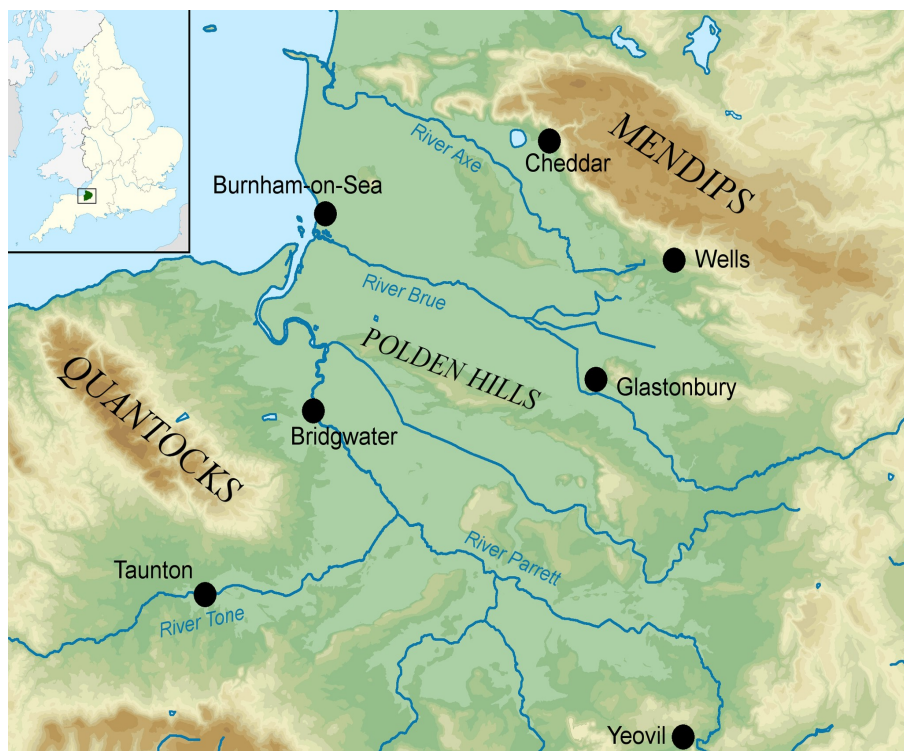 MENDIPS
River Axe
Cheddar
Burnham-on-Sea
Wells
River Brue
POLDEN HILLS
QUANTOCKS
Glastonbury
Bridgwater
River Parrett
Taunton
River Tone
Yeovil